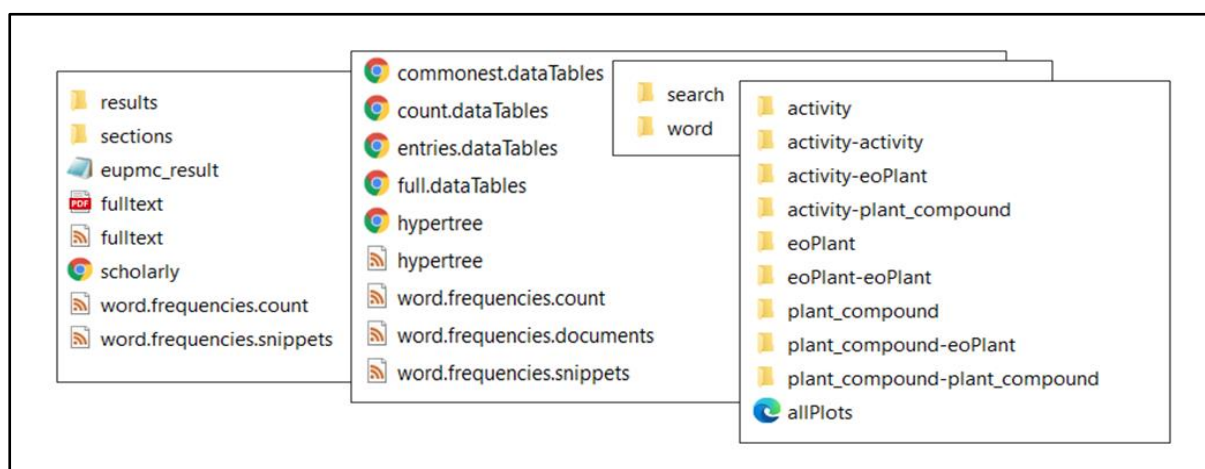 results
sections
eupmc_result
PDF
fulltext
fulltext
scholarly
word.frequencies.count
word.frequencies.snippets
commonest.dataTables
count.dataTables
entries.dataTables
full.dataTables
hypertree
hypertree
word.frequencies.count
word.frequencies.documents
word.frequencies.snippets
search
word
activity
activity-activity
activity-eoPlant
activity-plant_compound
eoPlant
eoPlant-eoPlant
plant_compound
plant_compound-eoPlant
plant_compound-plant_compound
allPlots